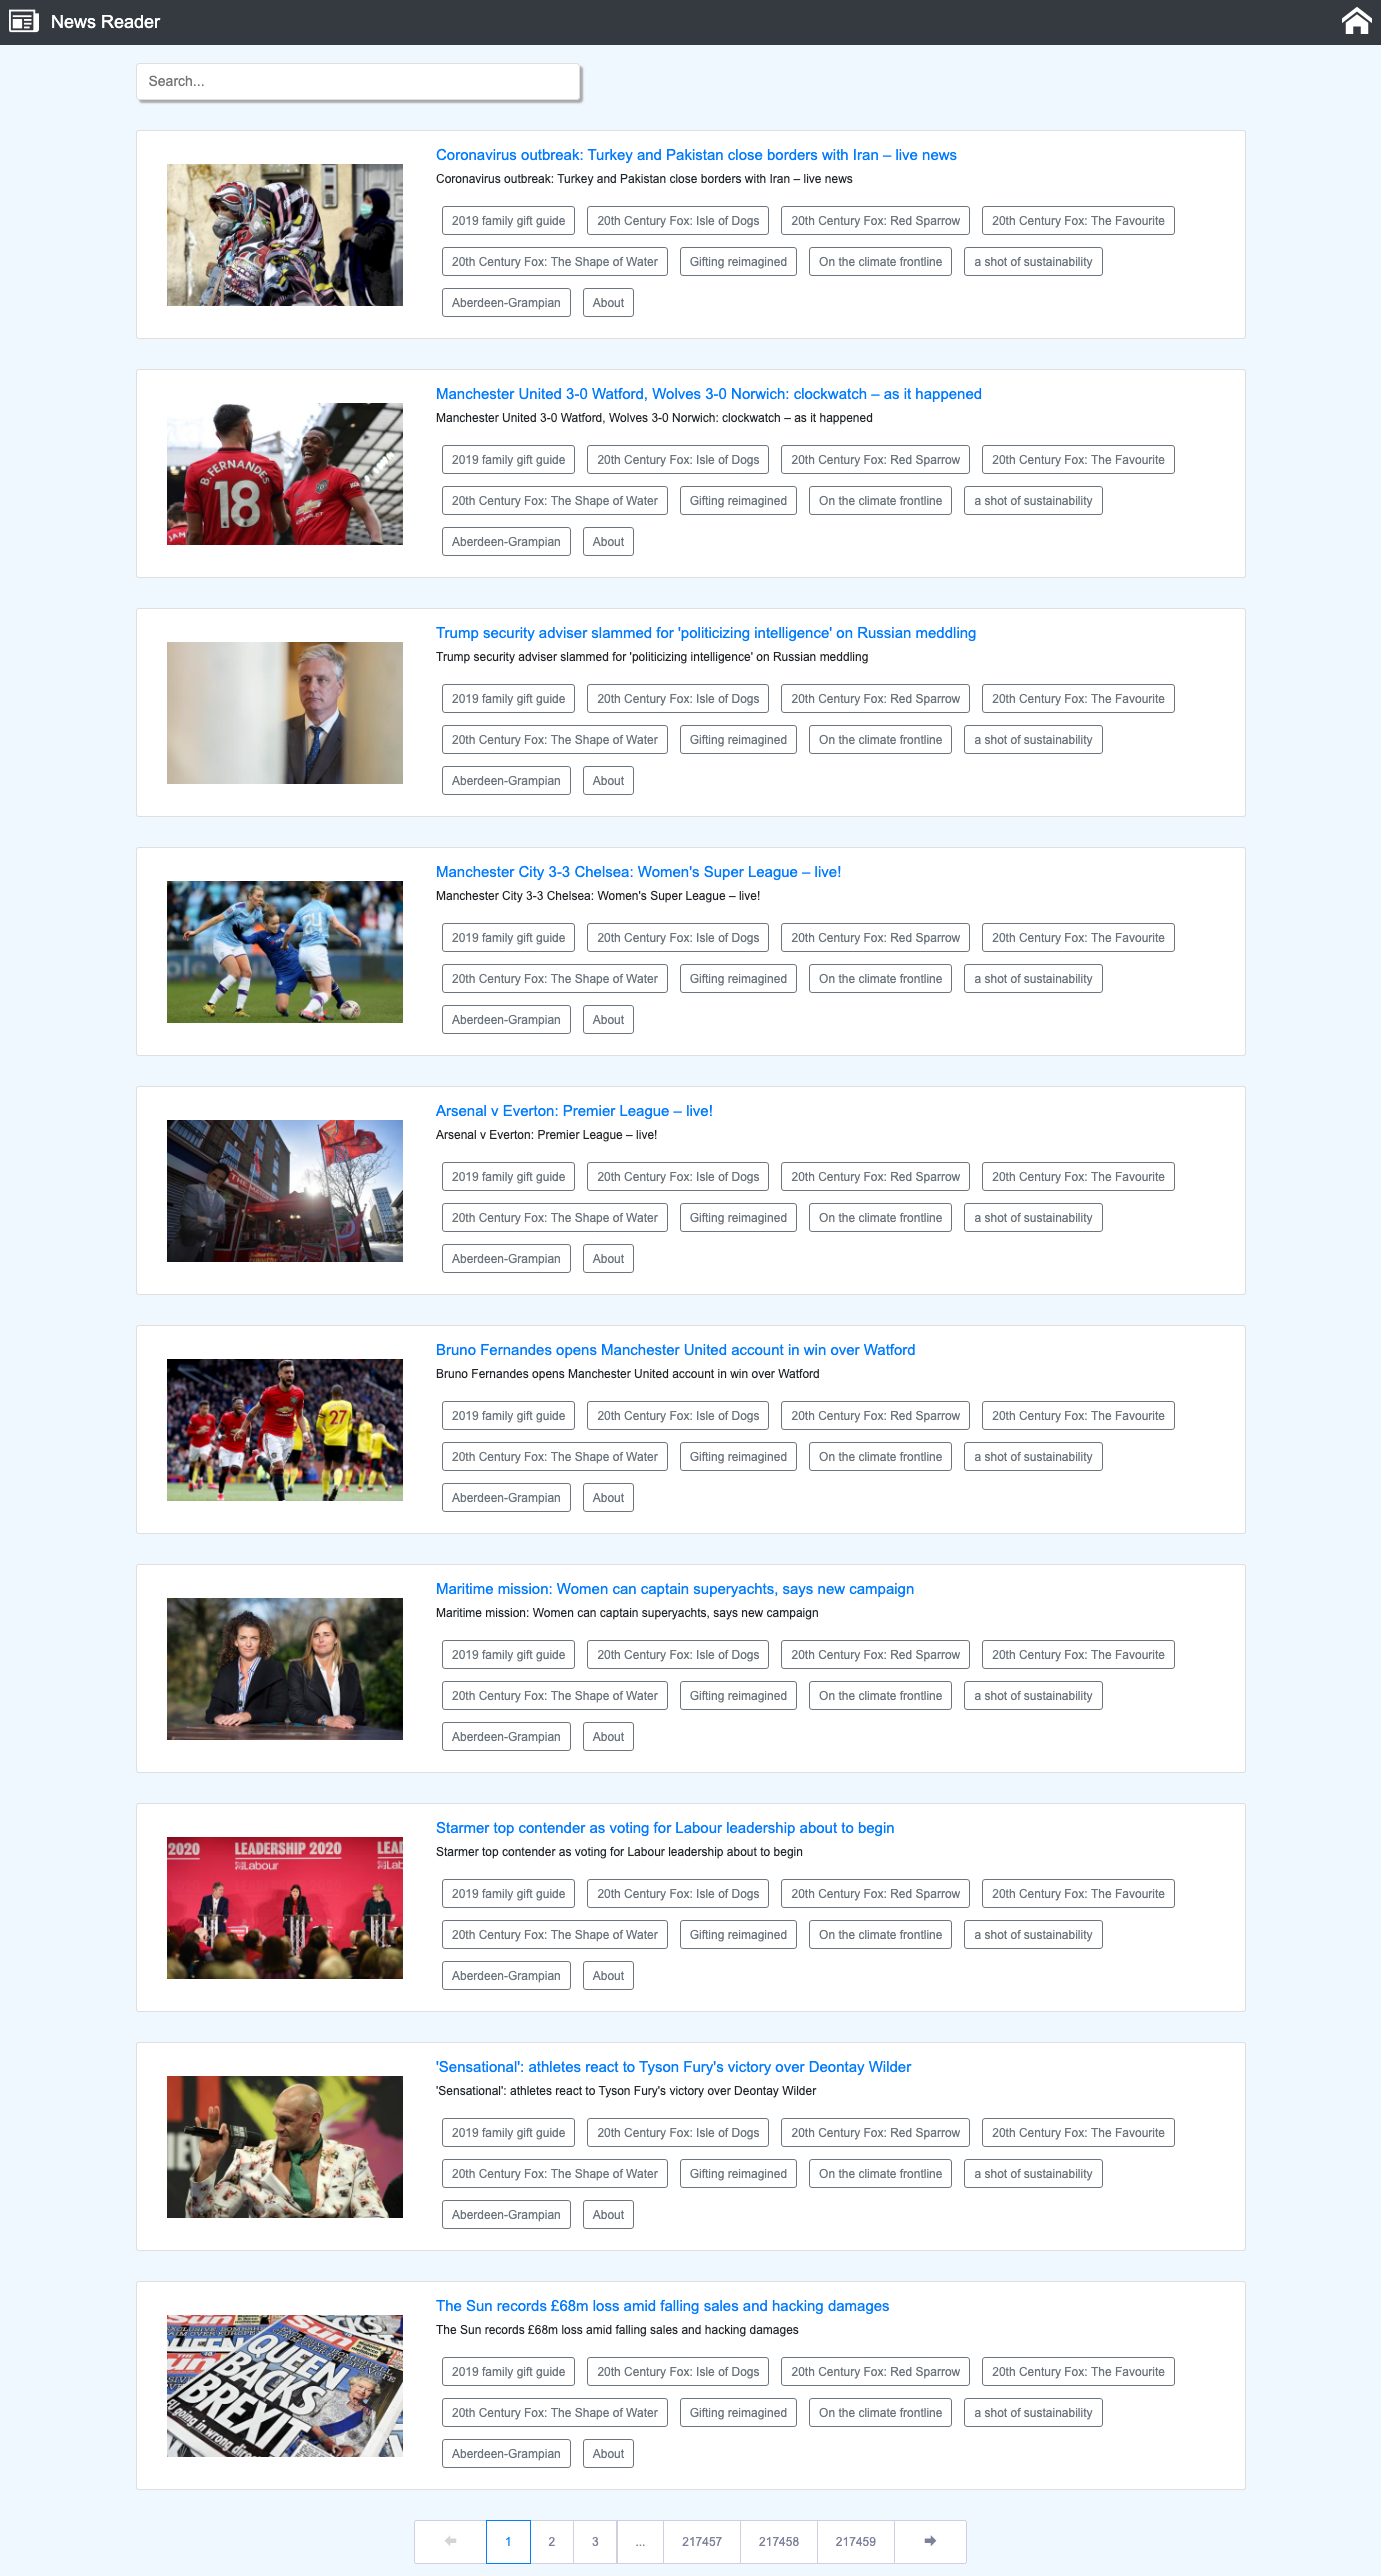 News Reader
Search...
Coronavirus outbreak: Turkey and Pakistan close borders with Iran – live news
Coronavirus outbreak: Turkey and Pakistan close borders with Iran – live news
2019 family gift guide 20th Century Fox: Isle of Dogs 20th Century Fox: Red Sparrow 20th Century Fox: The Favourite
20th Century Fox: The Shape of Water Gifting reimagined On the climate frontline a shot of sustainability
Aberdeen-Grampian About
Manchester United 3-0 Watford, Wolves 3-0 Norwich: clockwatch – as it happened
Manchester United 3-0 Watford, Wolves 3-0 Norwich: clockwatch – as it happened
B. FERNANDES
18
2019 family gift guide 20th Century Fox: Isle of Dogs 20th Century Fox: Red Sparrow 20th Century Fox: The Favourite
20th Century Fox: The Shape of Water Gifting reimagined On the climate frontline a shot of sustainability
Aberdeen-Grampian About
Trump security adviser slammed for 'politicizing intelligence' on Russian meddling
Trump security adviser slammed for 'politicizing intelligence' on Russian meddling
2019 family gift guide 20th Century Fox: Isle of Dogs 20th Century Fox: Red Sparrow 20th Century Fox: The Favourite
20th Century Fox: The Shape of Water Gifting reimagined On the climate frontline a shot of sustainability
Aberdeen-Grampian About
Manchester City 3-3 Chelsea: Women's Super League – live!
Manchester City 3-3 Chelsea: Women's Super League – live!
2019 family gift guide 20th Century Fox: Isle of Dogs 20th Century Fox: Red Sparrow 20th Century Fox: The Favourite
20th Century Fox: The Shape of Water Gifting reimagined On the climate frontline a shot of sustainability
Aberdeen-Grampian About
Arsenal v Everton: Premier League – live!
Arsenal v Everton: Premier League – live!
2019 family gift guide 20th Century Fox: Isle of Dogs 20th Century Fox: Red Sparrow 20th Century Fox: The Favourite
20th Century Fox: The Shape of Water Gifting reimagined On the climate frontline a shot of sustainability
Aberdeen-Grampian About
Bruno Fernandes opens Manchester United account in win over Watford
Bruno Fernandes opens Manchester United account in win over Watford
27
2019 family gift guide 20th Century Fox: Isle of Dogs 20th Century Fox: Red Sparrow 20th Century Fox: The Favourite
20th Century Fox: The Shape of Water Gifting reimagined On the climate frontline a shot of sustainability
Aberdeen-Grampian About
Maritime mission: Women can captain superyachts, says new campaign
Maritime mission: Women can captain superyachts, says new campaign
2019 family gift guide 20th Century Fox: Isle of Dogs 20th Century Fox: Red Sparrow 20th Century Fox: The Favourite
20th Century Fox: The Shape of Water Gifting reimagined On the climate frontline a shot of sustainability
Aberdeen-Grampian About
Starmer top contender as voting for Labour leadership about to begin
Starmer top contender as voting for Labour leadership about to begin
2020 LEADERSHIP 2020 LEAD
Labour Lab
2019 family gift guide 20th Century Fox: Isle of Dogs 20th Century Fox: Red Sparrow 20th Century Fox: The Favourite
20th Century Fox: The Shape of Water Gifting reimagined On the climate frontline a shot of sustainability
Aberdeen-Grampian About
'Sensational': athletes react to Tyson Fury's victory over Deontay Wilder
'Sensational': athletes react to Tyson Fury's victory over Deontay Wilder
2019 family gift guide 20th Century Fox: Isle of Dogs 20th Century Fox: Red Sparrow 20th Century Fox: The Favourite
20th Century Fox: The Shape of Water Gifting reimagined On the climate frontline a shot of sustainability
Aberdeen-Grampian About
The Sun records £68m loss amid falling sales and hacking damages
The Sun records £68m loss amid falling sales and hacking damages
Sun
QUEEN
BACKS
BREXIT
EU going in wrong
2019 family gift guide 20th Century Fox: Isle of Dogs 20th Century Fox: Red Sparrow 20th Century Fox: The Favourite
20th Century Fox: The Shape of Water Gifting reimagined On the climate frontline a shot of sustainability
Aberdeen-Grampian About
1 2 3 ... 217457 217458 217459